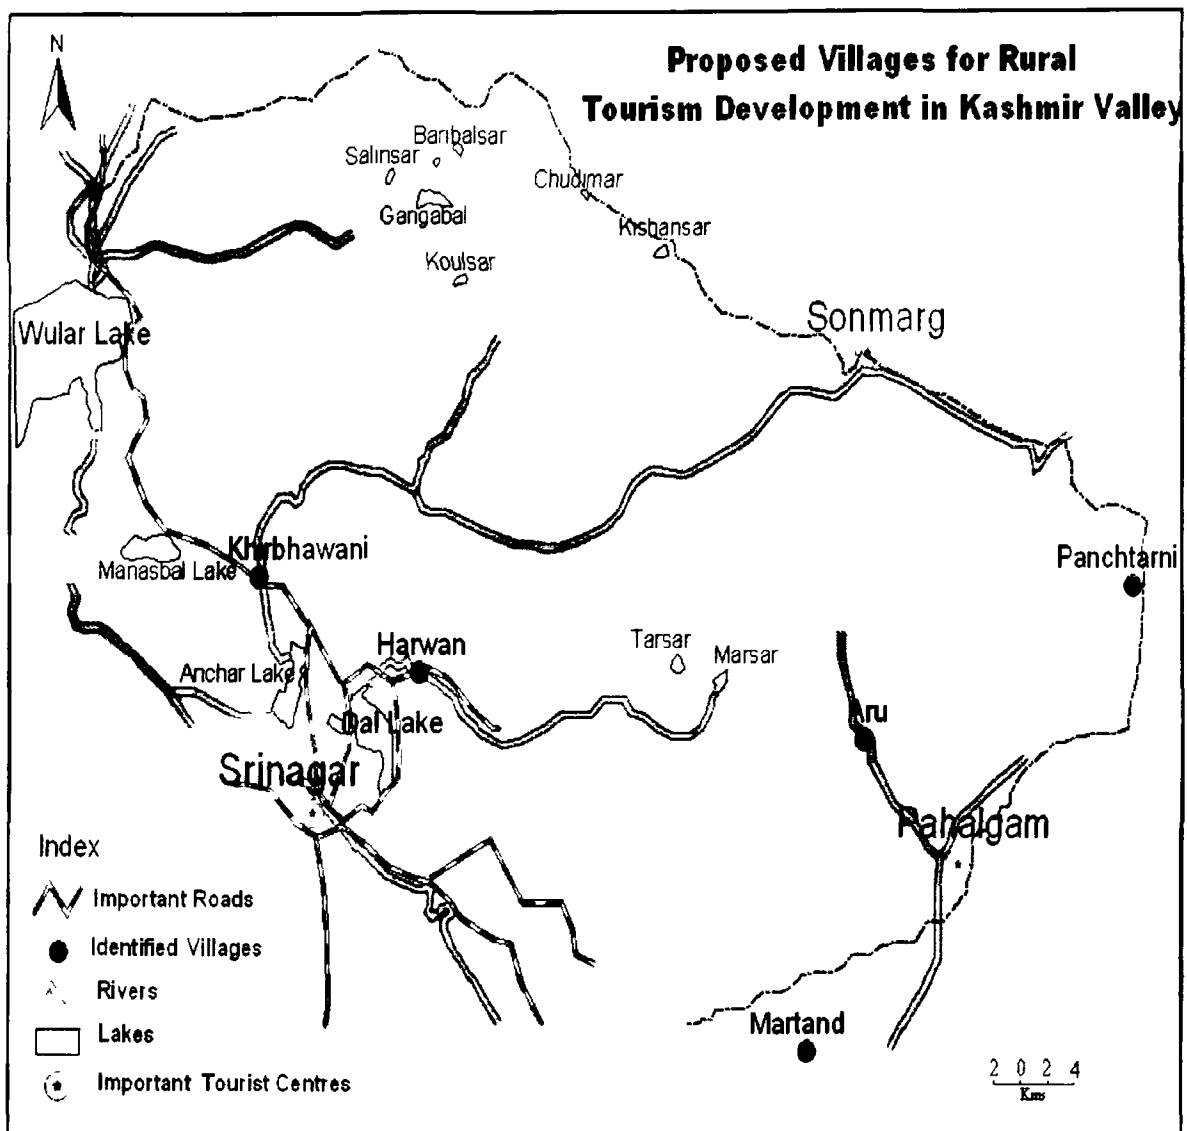 N
Proposed Villages for Rural
Tourism Development in Kashmir Valley
Baribalsar
Salinsar
Chudimar
Gangabal
Kishansar
Koulsar
Sonmarg
Wular Lake
Khirbhawani
Panchtarni
Manasbal Lake
Tarsar
Harwan
Marsar
Anchar Lake
Aru
Dal Lake
Srinagar
Pahalgam
Index
Important Roads
Identified Villages
Rivers
Lakes
Martand
Important Tourist Centres
2 0 2 4
Kms